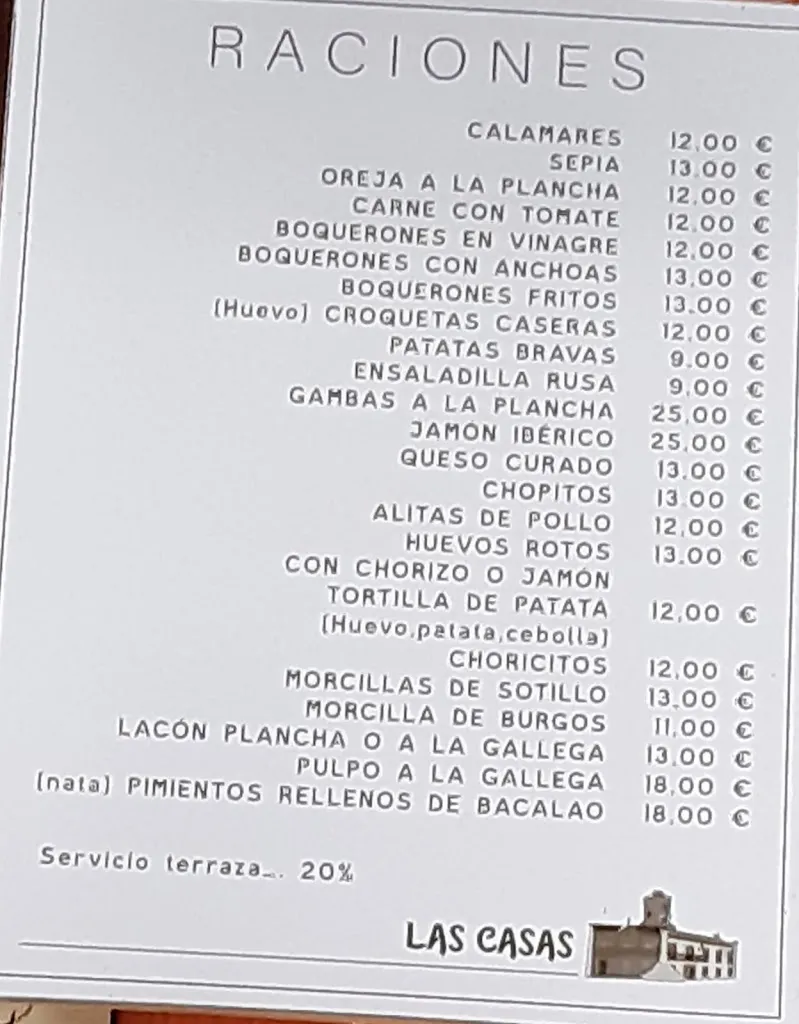 RACIONES
CALAMARES 12,00 €
SEPIA 13,00 €
OREJA A LA PLANCHA 12,00 €
CARNE CON TOMATE 12,00 €
BOQUERONES EN VINAGRE 12,00 €
BOQUERONES CON ANCHOAS 13,00 €
BOQUERONES FRITOS 13.00 €
(Huevo) CROQUETAS CASERAS 12,00 €
PATATAS BRAVAS 9.00 €
ENSALADILLA RUSA 9,00 €
GAMBAS A LA PLANCHA 25,00 €
JAMÓN IBÉRICO 25,00 €
QUESO CURADO 13,00 €
CHOPITOS 13,00 €
ALITAS DE POLLO 12,00 €
HUEVOS ROTOS 13.00 €
CON CHORIZO O JAMÓN
TORTILLA DE PATATA 12,00 €
(Huevo,patata,cebolla)
CHORICITOS 12,00 €
MORCILLAS DE SOTILLO 13,00 €
MORCILLA DE BURGOS 11,00 €
LACÓN PLANCHA O A LA GALLEGA 13,00 €
PULPO A LA GALLEGA 18,00 €
(nata) PIMIENTOS RELLENOS DE BACALAO 18,00 €
Servicio terraza... 20%
LAS CASAS